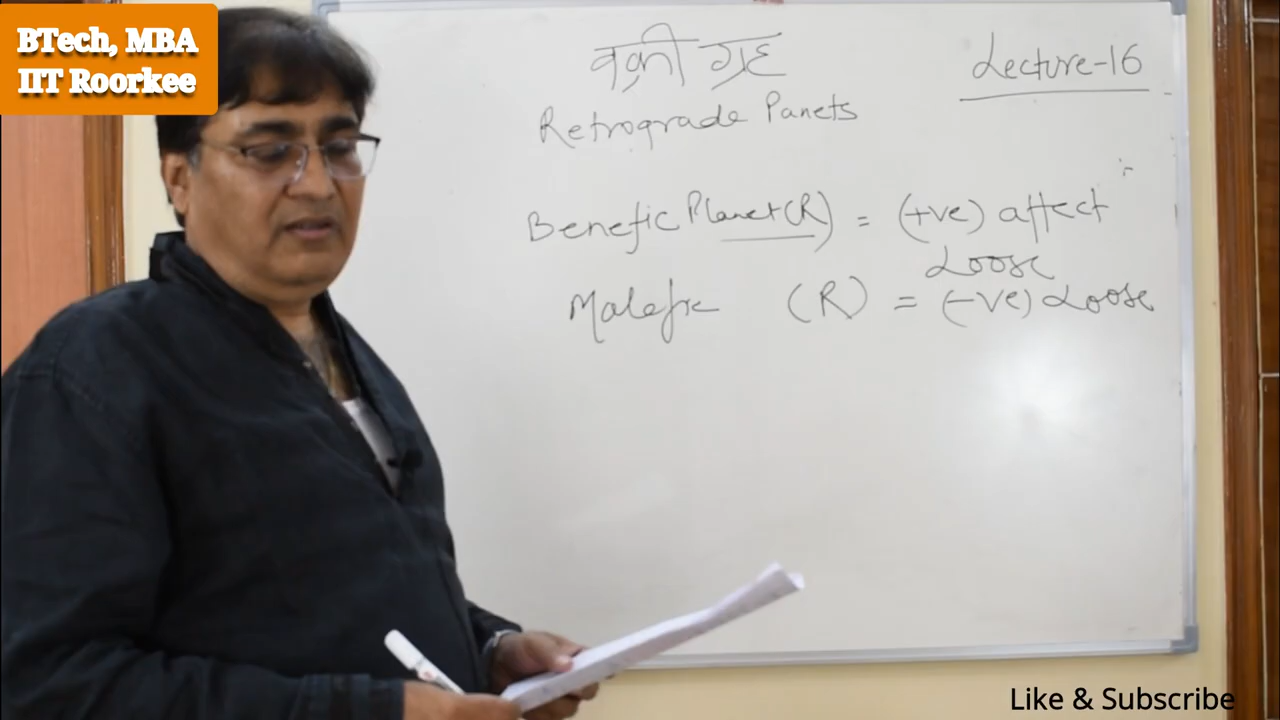 BTech, MBA
IIT Roorkee
वक्री ग्रह
Lecture-16
Retrograde Panets
Benefic Planet(R) = (+ve) affect
Loose
Malefic (R) = (-ve) Loose
Like & Subscribe